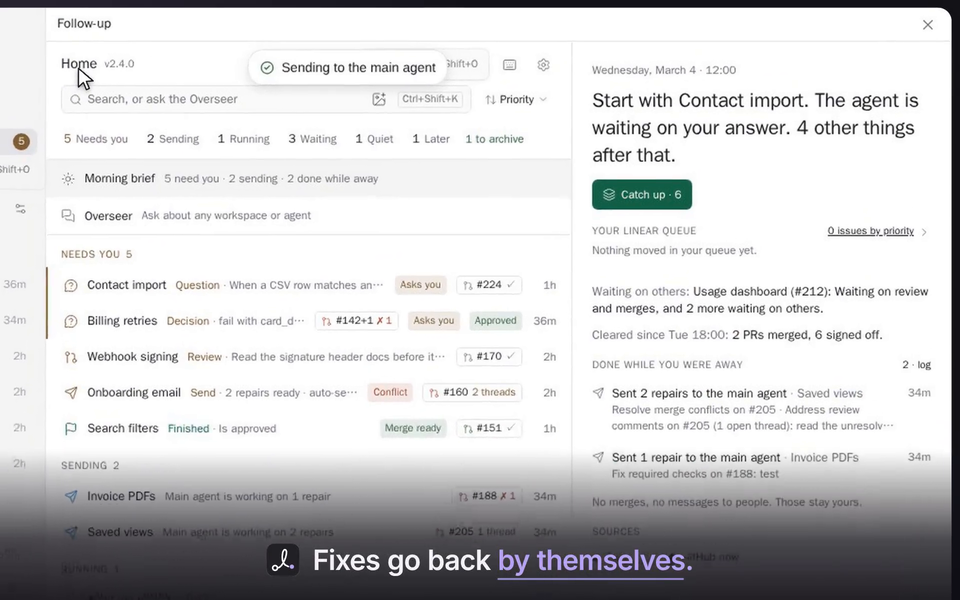 Follow-up
Home v2.4.0
Sending to the main agent
Shift+O
Search, or ask the Overseer Ctrl+Shift+K Priority
5 Needs you 2 Sending 1 Running 3 Waiting 1 Quiet 1 Later 1 to archive
Morning brief 5 need you · 2 sending · 2 done while away
Overseer Ask about any workspace or agent
NEEDS YOU 5
Contact import Question · When a CSV row matches an··· Asks you #224 ✓ 1h
Billing retries Decision · fail with card_d··· #142+1 ✗ 1 Asks you Approved 36m
Webhook signing Review · Read the signature header docs before it··· #170 ✓ 2h
Onboarding email Send · 2 repairs ready · auto-se··· Conflict #160 2 threads 2h
Search filters Finished · Is approved Merge ready #151 ✓ 1h
SENDING 2
Invoice PDFs Main agent is working on 1 repair #188 ✗ 1 34m
Saved views Main agent is working on 2 repairs #205 1 thread 34m
RUNNING 1
5
Shift+O
36m
34m
2h
2h
2h
2h
Wednesday, March 4 · 12:00
Start with Contact import. The agent is
waiting on your answer. 4 other things
after that.
Catch up · 6
YOUR LINEAR QUEUE 0 issues by priority
Nothing moved in your queue yet.
Waiting on others: Usage dashboard (#212): Waiting on review
and merges, and 2 more waiting on others.
Cleared since Tue 18:00: 2 PRs merged, 6 signed off.
DONE WHILE YOU WERE AWAY 2 · log
Sent 2 repairs to the main agent · Saved views 34m
Resolve merge conflicts on #205 · Address review
comments on #205 (1 open thread): read the unresolv···
Sent 1 repair to the main agent · Invoice PDFs 34m
Fix required checks on #188: test
No merges, no messages to people. Those stay yours.
SOURCES
GitHub now
Fixes go back by themselves.